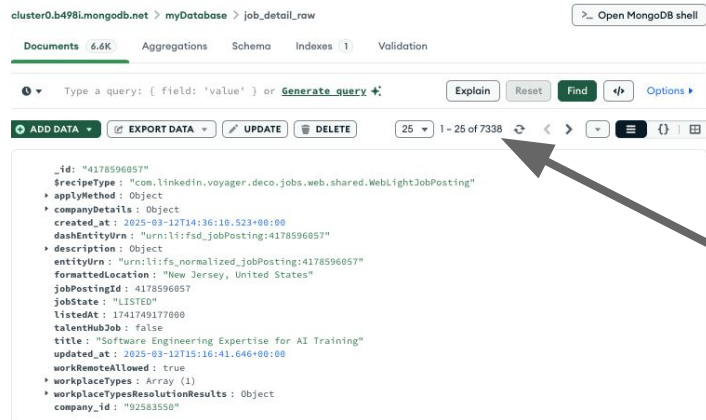 cluster0.b498i.mongodb.net > myDatabase > job_detail_raw
>_ Open MongoDB shell
Documents 6.6K Aggregations Schema Indexes 1 Validation
Type a query: { field: 'value' } or Generate query
Explain Reset Find </> Options
ADD DATA EXPORT DATA UPDATE DELETE 25 1 – 25 of 7338 {}
_id: "4178596057"
$recipeType : "com.linkedin.voyager.deco.jobs.web.shared.WebLightJobPosting"
applyMethod : Object
companyDetails : Object
created_at : 2025-03-12T14:36:10.523+00:00
dashEntityUrn : "urn:li:fsd_jobPosting:4178596057"
description : Object
entityUrn : "urn:li:fs_normalized_jobPosting:4178596057"
formattedLocation : "New Jersey, United States"
jobPostingId : 4178596057
jobState : "LISTED"
listedAt : 1741749177000
talentHubJob : false
title : "Software Engineering Expertise for AI Training"
updated_at : 2025-03-12T15:16:41.646+00:00
workRemoteAllowed : true
workplaceTypes : Array (1)
workplaceTypesResolutionResults : Object
company_id : "92583550"